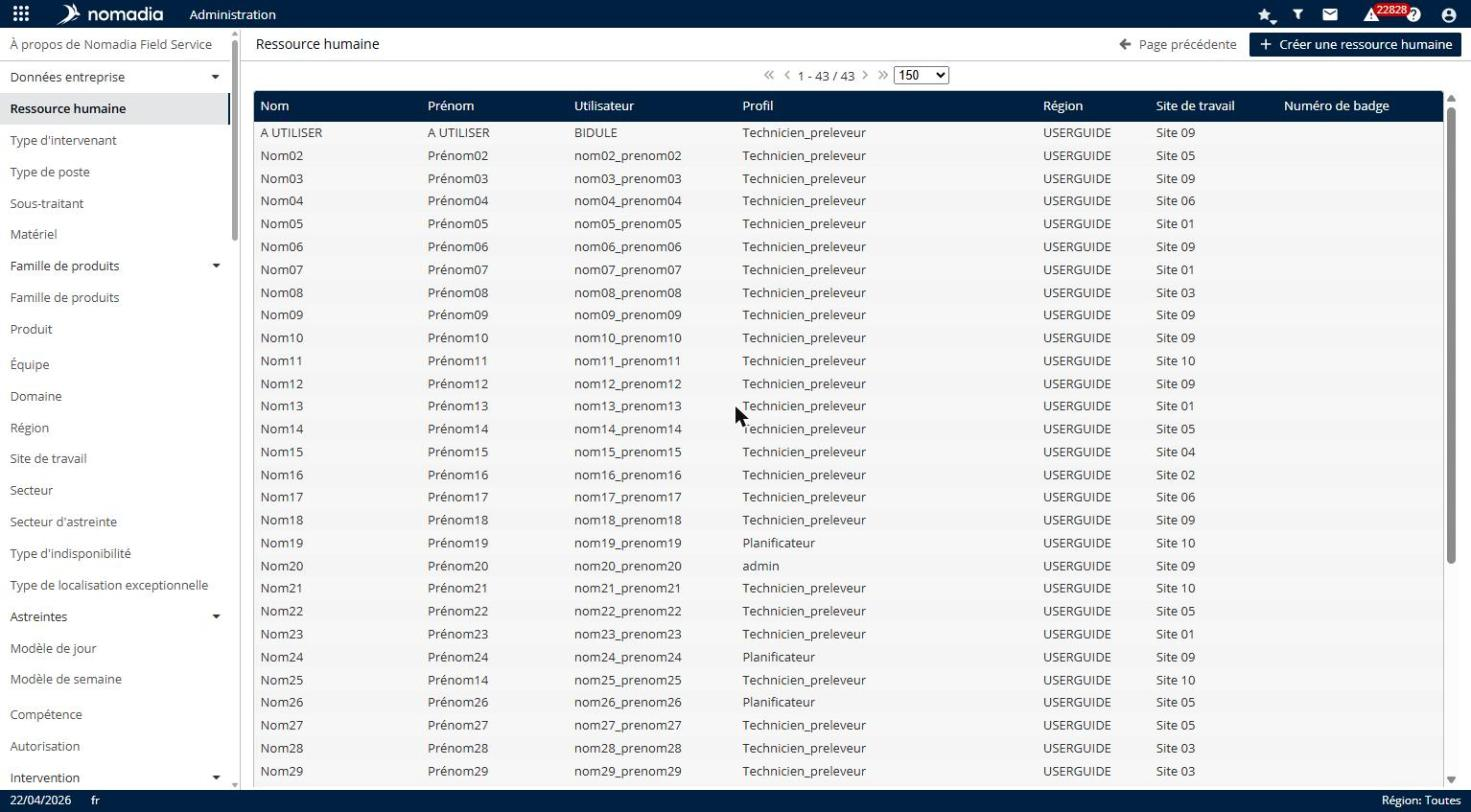 nomadia Administration 22828
À propos de Nomadia Field Service
Données entreprise
Ressource humaine
Type d'intervenant
Type de poste
Sous-traitant
Matériel
Famille de produits
Famille de produits
Produit
Équipe
Domaine
Région
Site de travail
Secteur
Secteur d'astreinte
Type d'indisponibilité
Type de localisation exceptionnelle
Astreintes
Modèle de jour
Modèle de semaine
Compétence
Autorisation
Intervention
Ressource humaine Page précédente + Créer une ressource humaine
1 - 43 / 43 150
Nom Prénom Utilisateur Profil Région Site de travail Numéro de badge
A UTILISER A UTILISER BIDULE Technicien_preleveur USERGUIDE Site 09
Nom02 Prénom02 nom02_prenom02 Technicien_preleveur USERGUIDE Site 05
Nom03 Prénom03 nom03_prenom03 Technicien_preleveur USERGUIDE Site 09
Nom04 Prénom04 nom04_prenom04 Technicien_preleveur USERGUIDE Site 06
Nom05 Prénom05 nom05_prenom05 Technicien_preleveur USERGUIDE Site 01
Nom06 Prénom06 nom06_prenom06 Technicien_preleveur USERGUIDE Site 09
Nom07 Prénom07 nom07_prenom07 Technicien_preleveur USERGUIDE Site 01
Nom08 Prénom08 nom08_prenom08 Technicien_preleveur USERGUIDE Site 03
Nom09 Prénom09 nom09_prenom09 Technicien_preleveur USERGUIDE Site 09
Nom10 Prénom10 nom10_prenom10 Technicien_preleveur USERGUIDE Site 09
Nom11 Prénom11 nom11_prenom11 Technicien_preleveur USERGUIDE Site 10
Nom12 Prénom12 nom12_prenom12 Technicien_preleveur USERGUIDE Site 09
Nom13 Prénom13 nom13_prenom13 Technicien_preleveur USERGUIDE Site 01
Nom14 Prénom14 nom14_prenom14 Technicien_preleveur USERGUIDE Site 05
Nom15 Prénom15 nom15_prenom15 Technicien_preleveur USERGUIDE Site 04
Nom16 Prénom16 nom16_prenom16 Technicien_preleveur USERGUIDE Site 02
Nom17 Prénom17 nom17_prenom17 Technicien_preleveur USERGUIDE Site 06
Nom18 Prénom18 nom18_prenom18 Technicien_preleveur USERGUIDE Site 09
Nom19 Prénom19 nom19_prenom19 Planificateur USERGUIDE Site 10
Nom20 Prénom20 nom20_prenom20 admin USERGUIDE Site 09
Nom21 Prénom21 nom21_prenom21 Technicien_preleveur USERGUIDE Site 10
Nom22 Prénom22 nom22_prenom22 Technicien_preleveur USERGUIDE Site 05
Nom23 Prénom23 nom23_prenom23 Technicien_preleveur USERGUIDE Site 01
Nom24 Prénom24 nom24_prenom24 Planificateur USERGUIDE Site 09
Nom25 Prénom14 nom25_prenom25 Technicien_preleveur USERGUIDE Site 10
Nom26 Prénom26 nom26_prenom26 Planificateur USERGUIDE Site 05
Nom27 Prénom27 nom27_prenom27 Technicien_preleveur USERGUIDE Site 05
Nom28 Prénom28 nom28_prenom28 Technicien_preleveur USERGUIDE Site 03
Nom29 Prénom29 nom29_prenom29 Technicien_preleveur USERGUIDE Site 03
22/04/2026 fr Région: Toutes